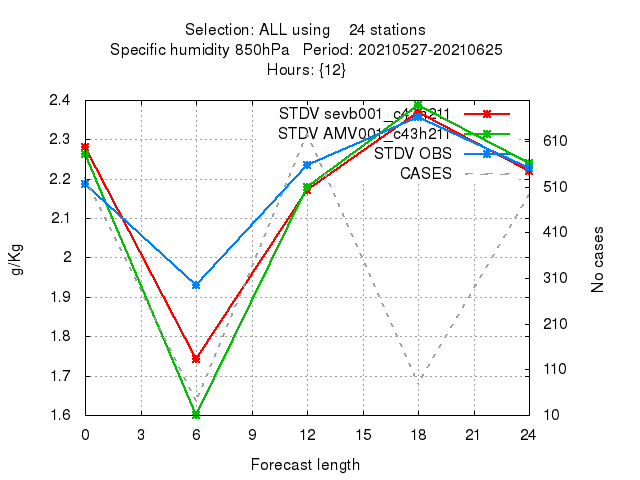 Selection: ALL using 24 stations
Specific humidity 850hPa Period: 20210527-20210625
Hours: {12}
STDV sevb001_c43h211
STDV AMV001_c43h211
STDV OBS
CASES
2.4
2.3
2.2
2.1
2
1.9
1.8
1.7
1.6
g/Kg
610
510
410
310
210
110
10
No cases
0 3 6 9 12 15 18 21 24
Forecast length